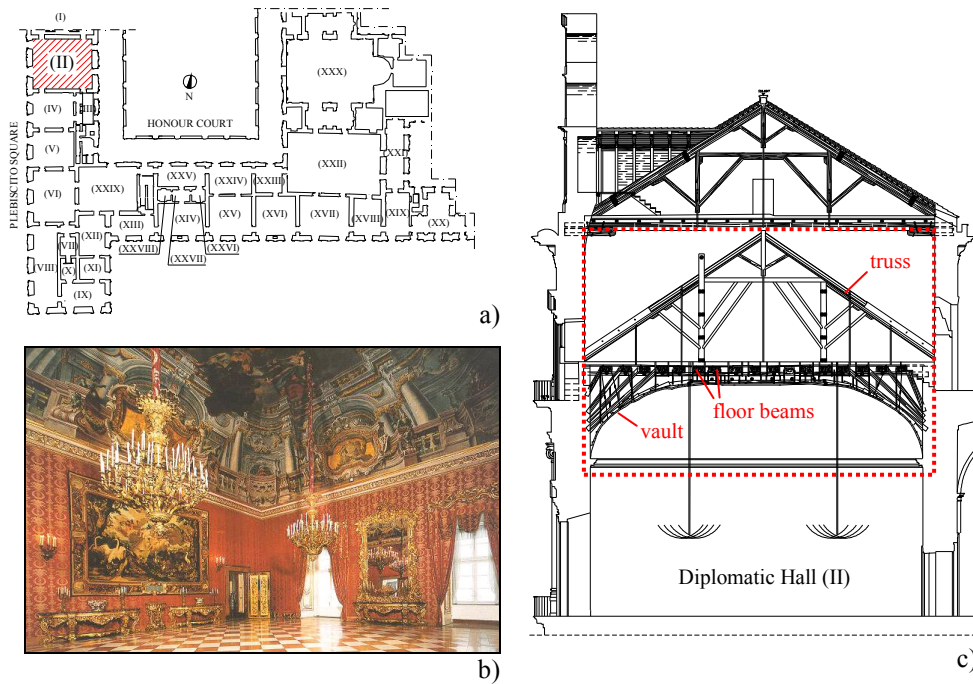 (I)
(II)
(XXX)
N
HONOUR COURT
(IV)
(III)
PLEBISCITO SQUARE
(V)
(XXII)
(XXI)
(VI)
(XXIX)
(XXV)
(XXIV)
(XXIII)
(XII)
(XIII)
(XIV)
(XV)
(XVI)
(XVII)
(XVIII)
(XIX)
(XX)
(VII)
(VIII)
(X)
(XI)
(XXVIII)
(XXVI)
(XXVII)
(IX)
a)
b)
truss
floor beams
vault
Diplomatic Hall (II)
c)